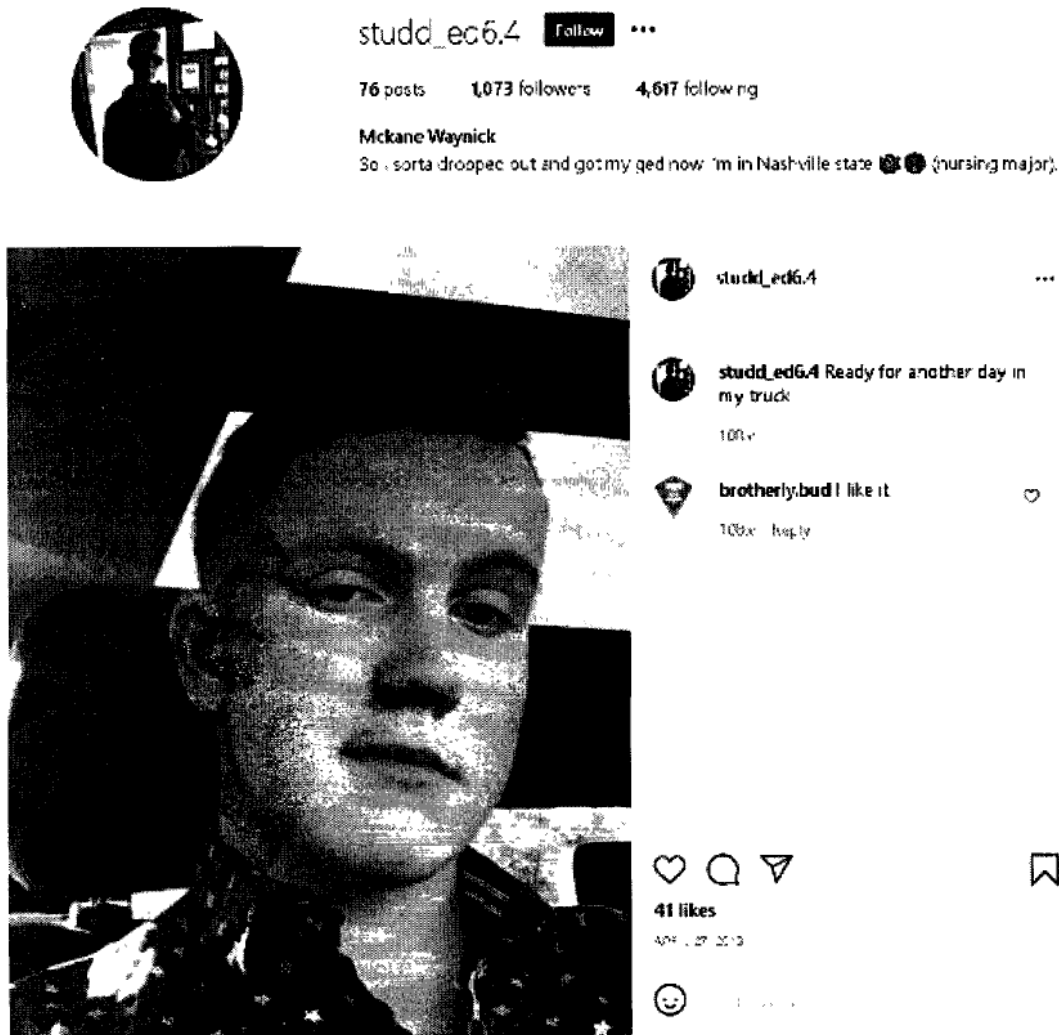 studd_ed6.4 Follow •••
76 posts 1,073 followers 4,617 following
Mckane Waynick
So i sorta dropped out and got my ged now i'm in Nashville state (nursing major).
studd_ed6.4 •••
studd_ed6.4 Ready for another day in
my truck
brotherly.bud I like it
Reply
41 likes